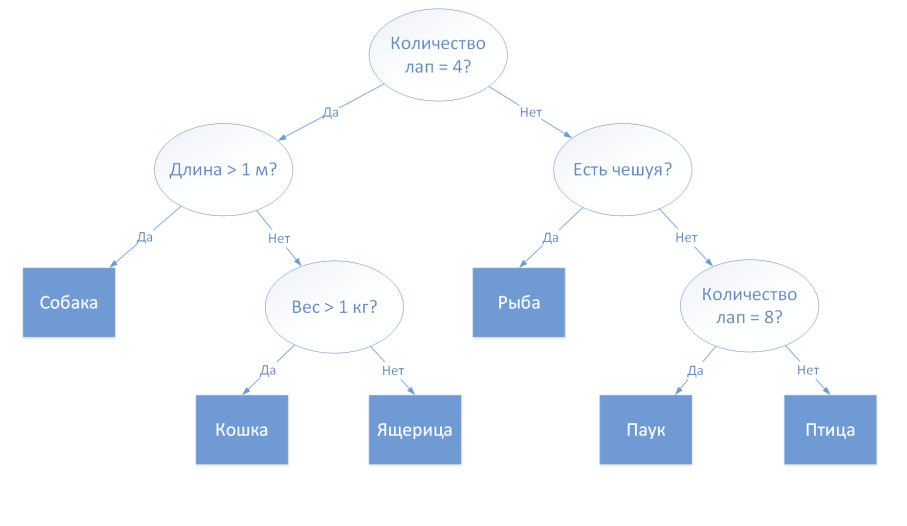 Количество
лап = 4?
Да
Нет
Длина > 1 м?
Есть чешуя?
Да
Нет
Да
Нет
Собака
Вес > 1 кг?
Рыба
Количество
лап = 8?
Да
Нет
Да
Нет
Кошка
Ящерица
Паук
Птица